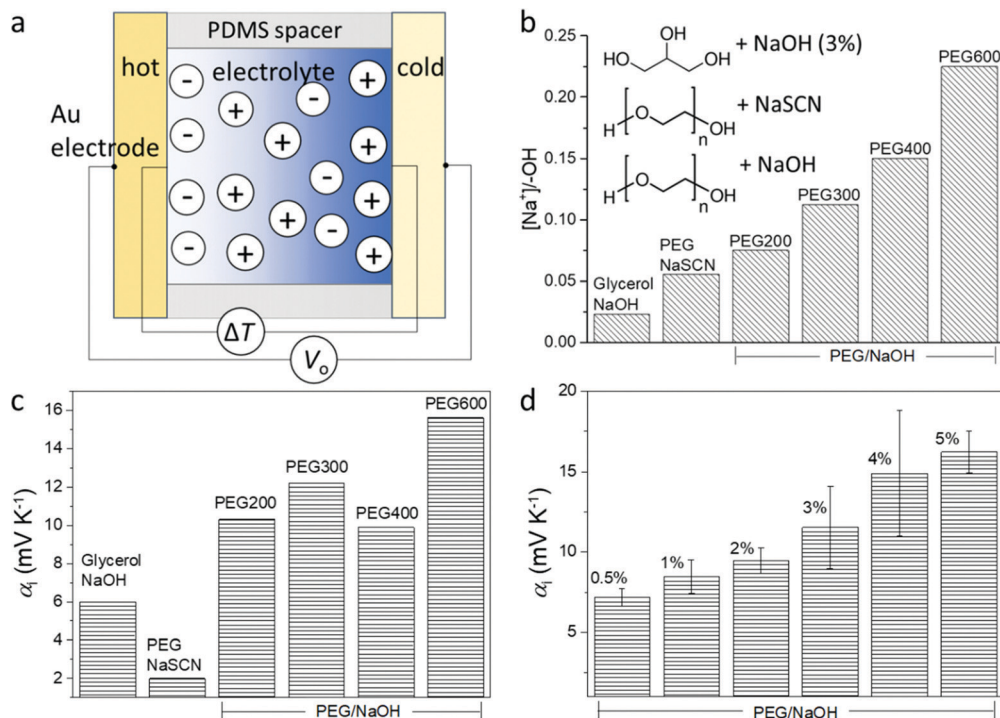 a
PDMS spacer
hot
electrolyte
cold
Au
electrode
- + - +
- + - +
- + + - +
- + + - +
ΔT
Vo
b
[Na+]/-OH
0.25
0.20
0.15
0.10
0.05
0.00
OH
HO OH + NaOH (3%)
H O OH n + NaSCN
H O OH n + NaOH
Glycerol
NaOH
PEG
NaSCN
PEG200
PEG300
PEG400
PEG600
PEG/NaOH
c
αi (mV K-1)
16
14
12
10
8
6
4
2
Glycerol
NaOH
PEG
NaSCN
PEG200
PEG300
PEG400
PEG600
PEG/NaOH
d
αi (mV K-1)
20
15
10
5
0.5%
1%
2%
3%
4%
5%
PEG/NaOH